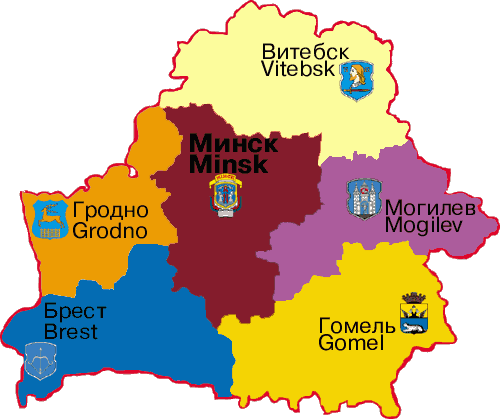 Витебск
Vitebsk
Минск
Minsk
Могилев
Mogilev
Гродно
Grodno
Брест
Brest
Гомель
Gomel